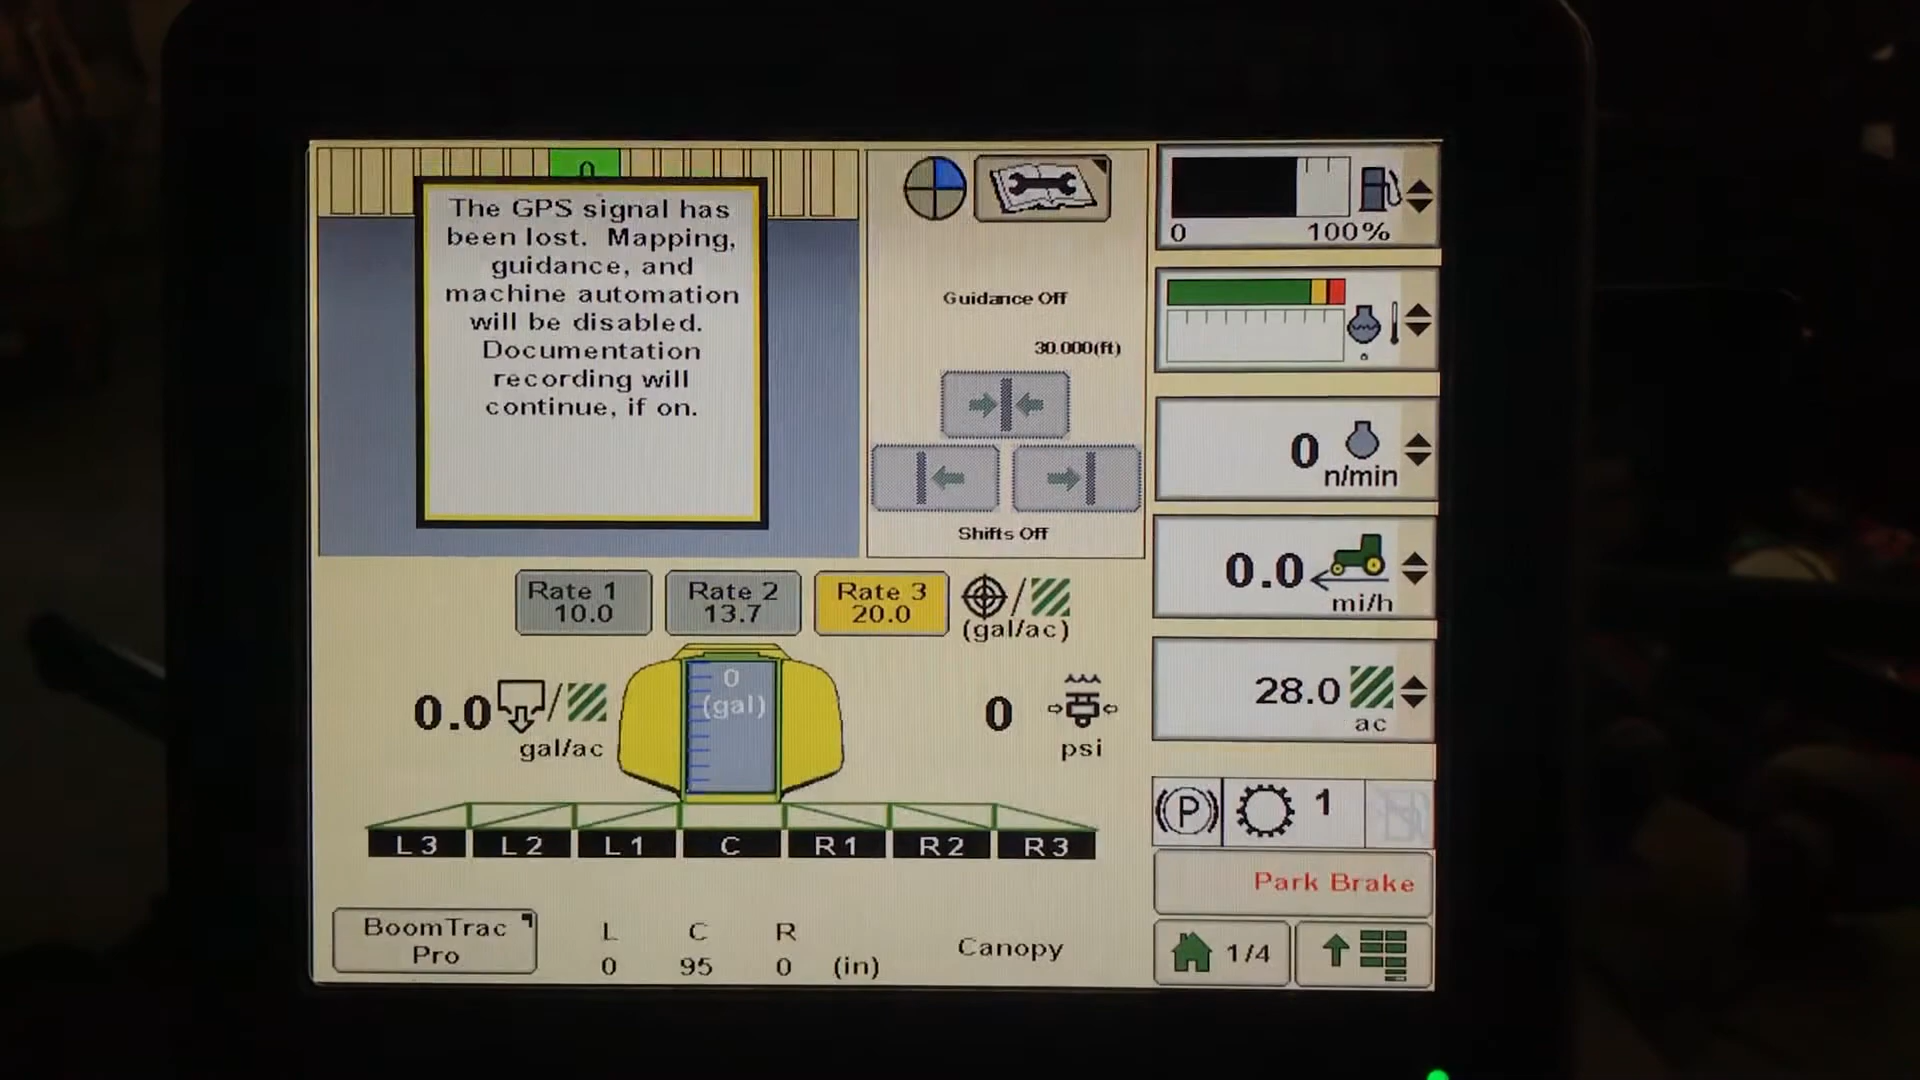 0
The GPS signal has
been lost. Mapping,
guidance, and
machine automation
will be disabled.
Documentation
recording will
continue, if on.
Guidance Off
30.000(ft)
Shifts Off
0 100%
0
n/min
0.0
mi/h
28.0
ac
Rate 1
10.0
Rate 2
13.7
Rate 3
20.0
/
(gal/ac)
0.0 /
gal/ac
0
(gal)
0
psi
L3 L2 L1 C R1 R2 R3
BoomTrac
Pro
L C R
0 95 0 (in)
Canopy
P 1
Park Brake
1/4